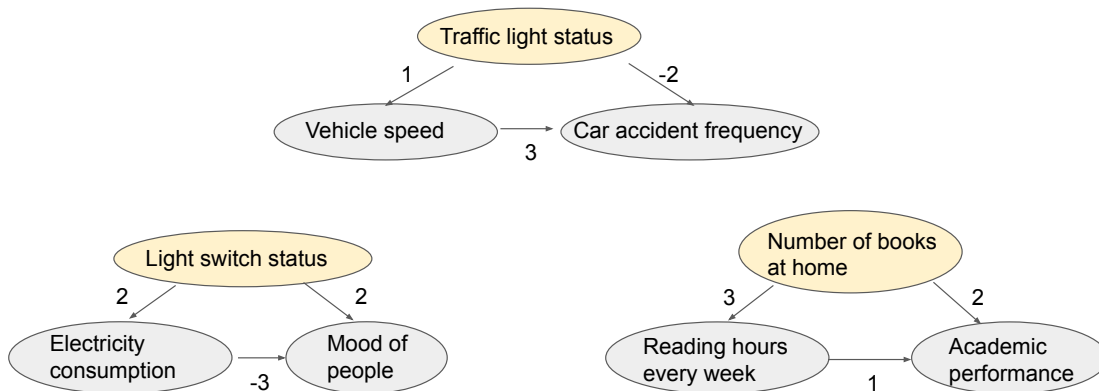 Traffic light status
1
-2
Vehicle speed
Car accident frequency
3
Light switch status
2
2
Electricity
consumption
Mood of
people
-3
Number of books
at home
3
2
Reading hours
every week
Academic
performance
1